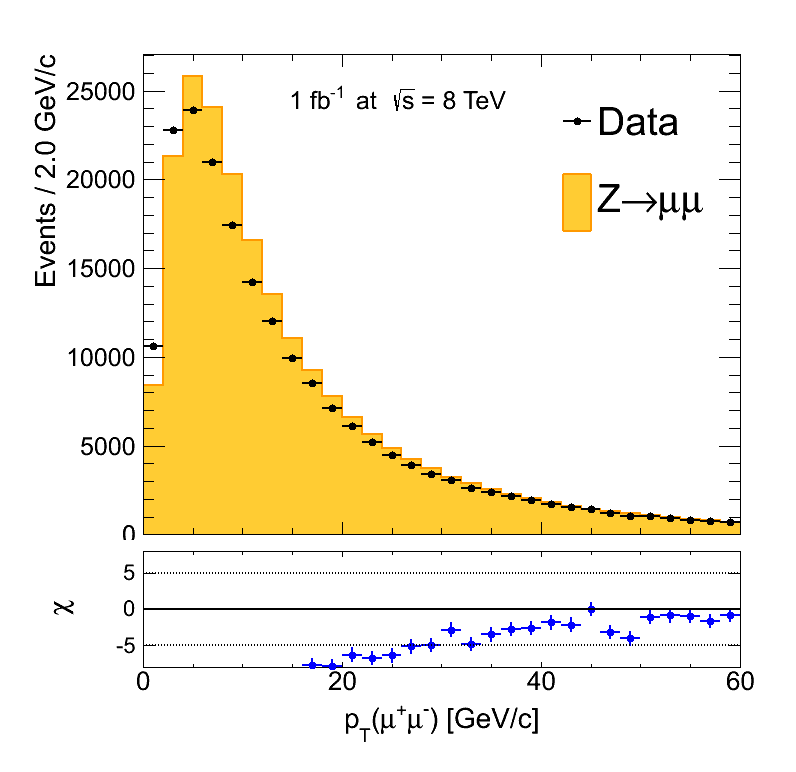 Events / 2.0 GeV/c
25000
20000
15000
10000
5000
0
1 fb⁻¹ at √s = 8 TeV
Data
Z→μμ
χ
5
0
-5
0 20 40 60
p_T(μ⁺μ⁻) [GeV/c]